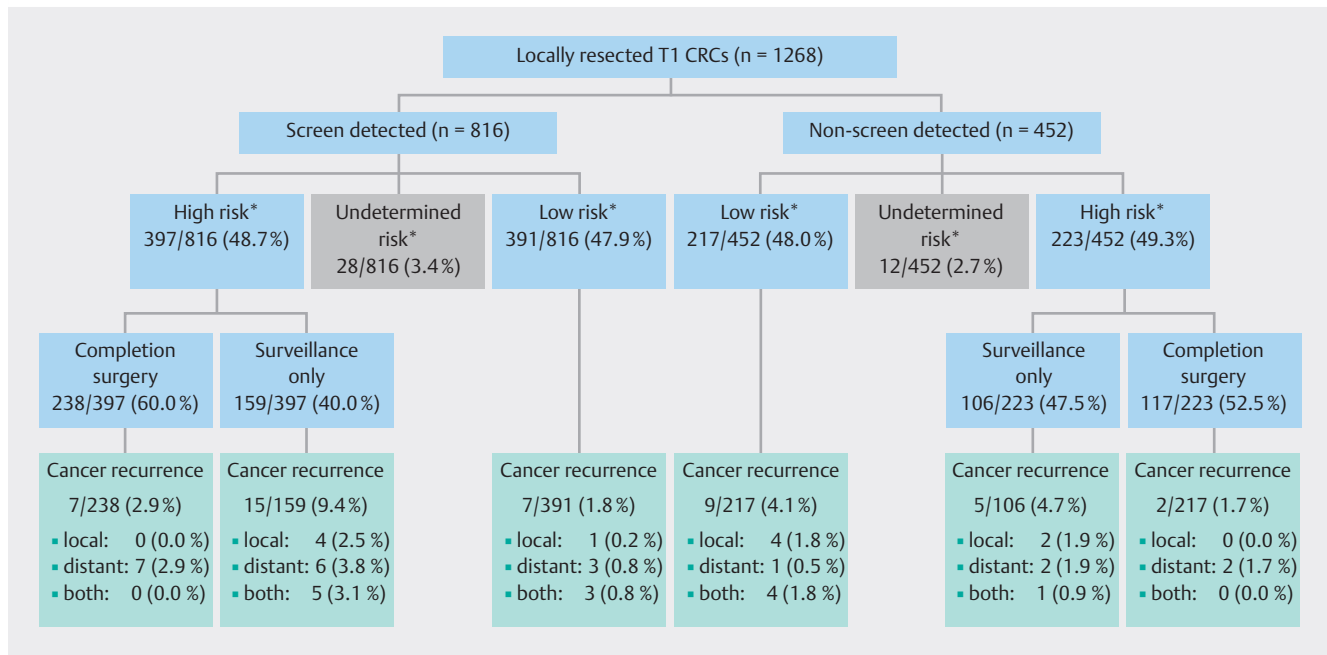 Locally resected T1 CRCs (n = 1268)
Screen detected (n = 816)
Non-screen detected (n = 452)
High risk*
397/816 (48.7%)
Undetermined
risk*
28/816 (3.4%)
Low risk*
391/816 (47.9%)
Low risk*
217/452 (48.0%)
Undetermined
risk*
12/452 (2.7%)
High risk*
223/452 (49.3%)
Completion
surgery
238/397 (60.0%)
Surveillance
only
159/397 (40.0%)
Surveillance
only
106/223 (47.5%)
Completion
surgery
117/223 (52.5%)
Cancer recurrence
7/238 (2.9%)
▪ local: 0 (0.0 %)
▪ distant: 7 (2.9%)
▪ both: 0 (0.0 %)
Cancer recurrence
15/159 (9.4%)
▪ local: 4 (2.5 %)
▪ distant: 6 (3.8%)
▪ both: 5 (3.1%)
Cancer recurrence
7/391 (1.8%)
▪ local: 1 (0.2 %)
▪ distant: 3 (0.8%)
▪ both: 3 (0.8%)
Cancer recurrence
9/217 (4.1%)
▪ local: 4 (1.8%)
▪ distant: 1 (0.5%)
▪ both: 4 (1.8%)
Cancer recurrence
5/106 (4.7%)
▪ local: 2 (1.9%)
▪ distant: 2 (1.9%)
▪ both: 1 (0.9 %)
Cancer recurrence
2/217 (1.7%)
▪ local: 0 (0.0 %)
▪ distant: 2 (1.7%)
▪ both: 0 (0.0 %)